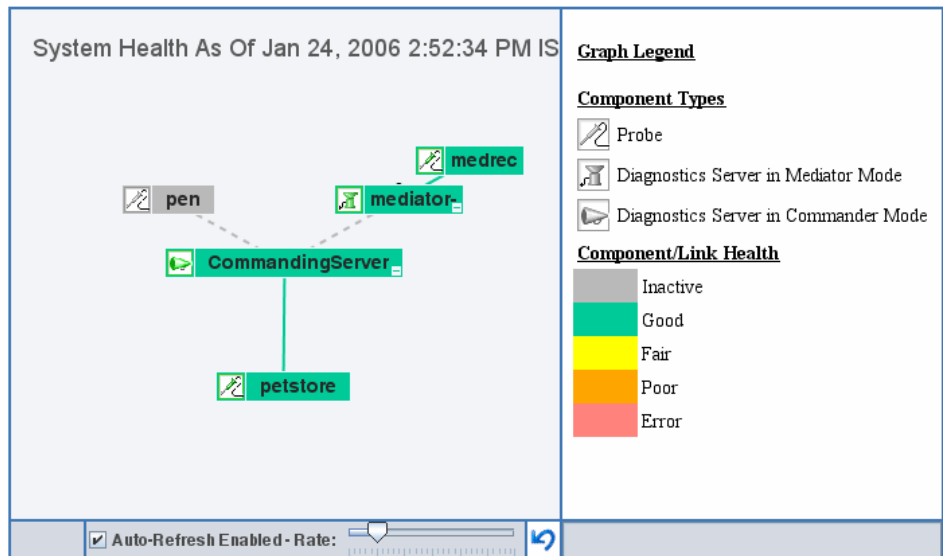 System Health As Of Jan 24, 2006 2:52:34 PM IS
medrec
pen
mediator-
CommandingServer
petstore
Auto-Refresh Enabled - Rate:
Graph Legend
Component Types
Probe
Diagnostics Server in Mediator Mode
Diagnostics Server in Commander Mode
Component/Link Health
Inactive
Good
Fair
Poor
Error